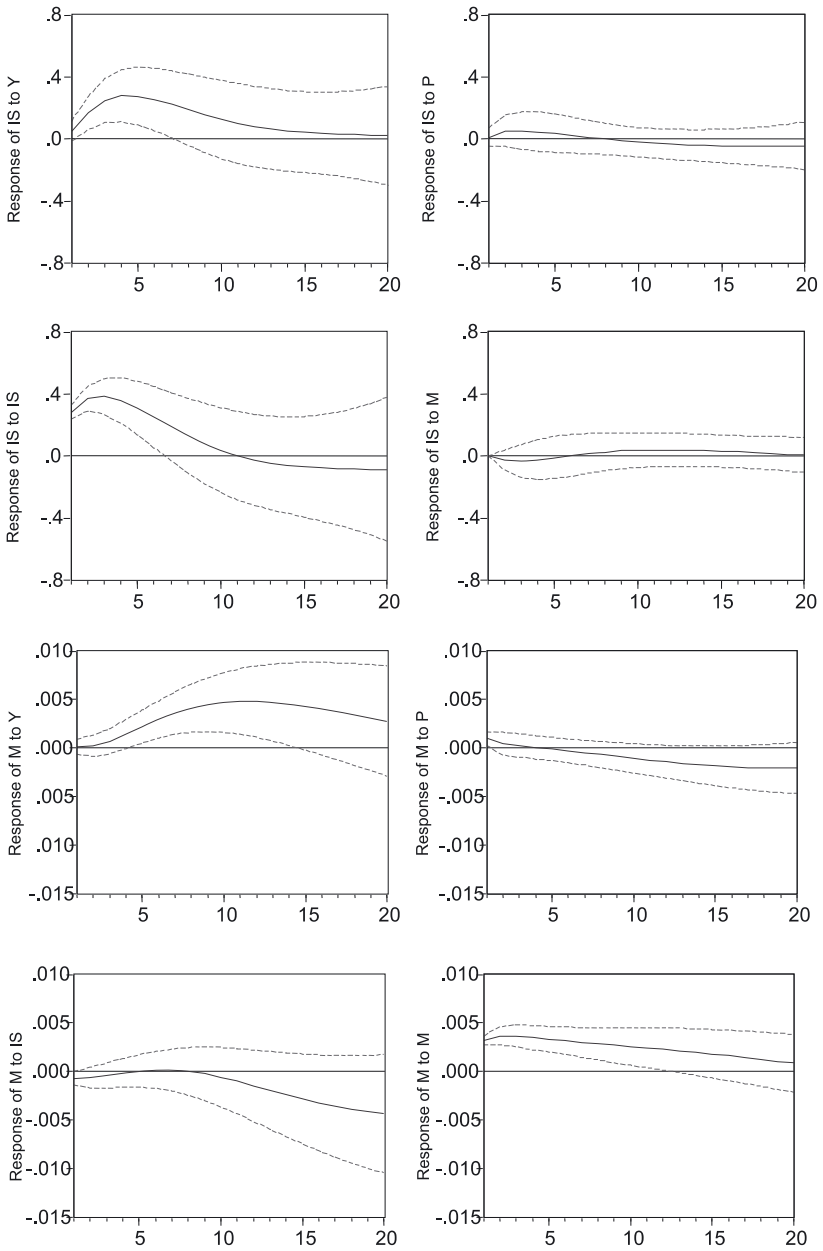 Response of IS to Y
.8
.4
.0
-.4
-.8
5 10 15 20
Response of IS to P
.8
.4
.0
-.4
-.8
5 10 15 20
Response of IS to IS
.8
.4
.0
-.4
-.8
5 10 15 20
Response of IS to M
.8
.4
.0
-.4
-.8
5 10 15 20
Response of M to Y
.010
.005
.000
-.005
-.010
-.015
5 10 15 20
Response of M to P
.010
.005
.000
-.005
-.010
-.015
5 10 15 20
Response of M to IS
.010
.005
.000
-.005
-.010
-.015
5 10 15 20
Response of M to M
.010
.005
.000
-.005
-.010
-.015
5 10 15 20